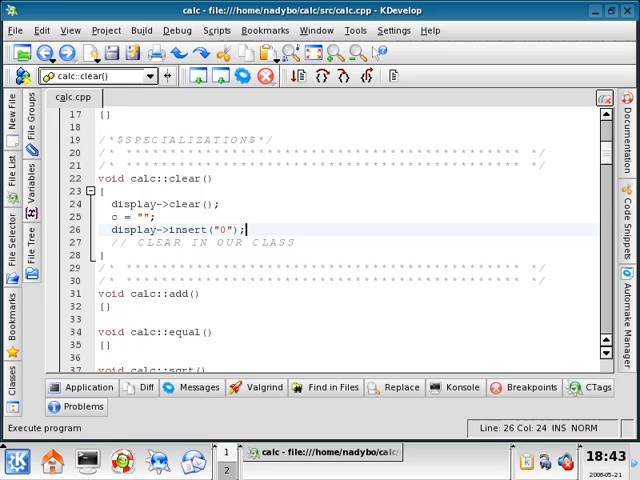 calc - file:///home/nadybo/calc/src/calc.cpp - KDevelop
File Edit View Project Build Debug Scripts Bookmarks Window Tools Settings Help
calc::clear()
calc.cpp
New File
File Groups
File List
Variables
File Selector
File Tree
Bookmarks
Classes
17 []
18
19 /*$SPECIALIZATION$*/
20
21
22 void calc::clear()
23 {
24 display->clear();
25 c = "";
26 display->insert("0");
27 // CLEAR IN OUR CLASS
28 }
29
30
31 void calc::add()
32 []
33
34 void calc::equal()
35 []
36
37 void calc::sqrt()
Documentation
Code Snippets
Automake Manager
Application Diff Messages Valgrind Find in Files Replace Konsole Breakpoints CTags
Problems
Execute program
Line: 26 Col: 24 INS NORM
1
2
calc - file:///home/nadybo/calc/
18:43
2006-05-21